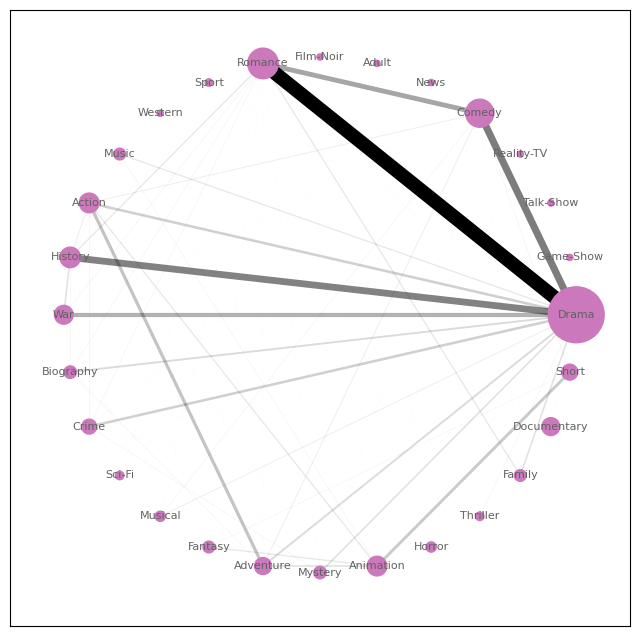 Film-Noir
Romance
Adult
Sport
News
Western
Comedy
Music
Reality-TV
Action
Talk-Show
History
Game-Show
War
Drama
Biography
Short
Crime
Documentary
Sci-Fi
Family
Musical
Thriller
Fantasy
Horror
Adventure
Mystery
Animation